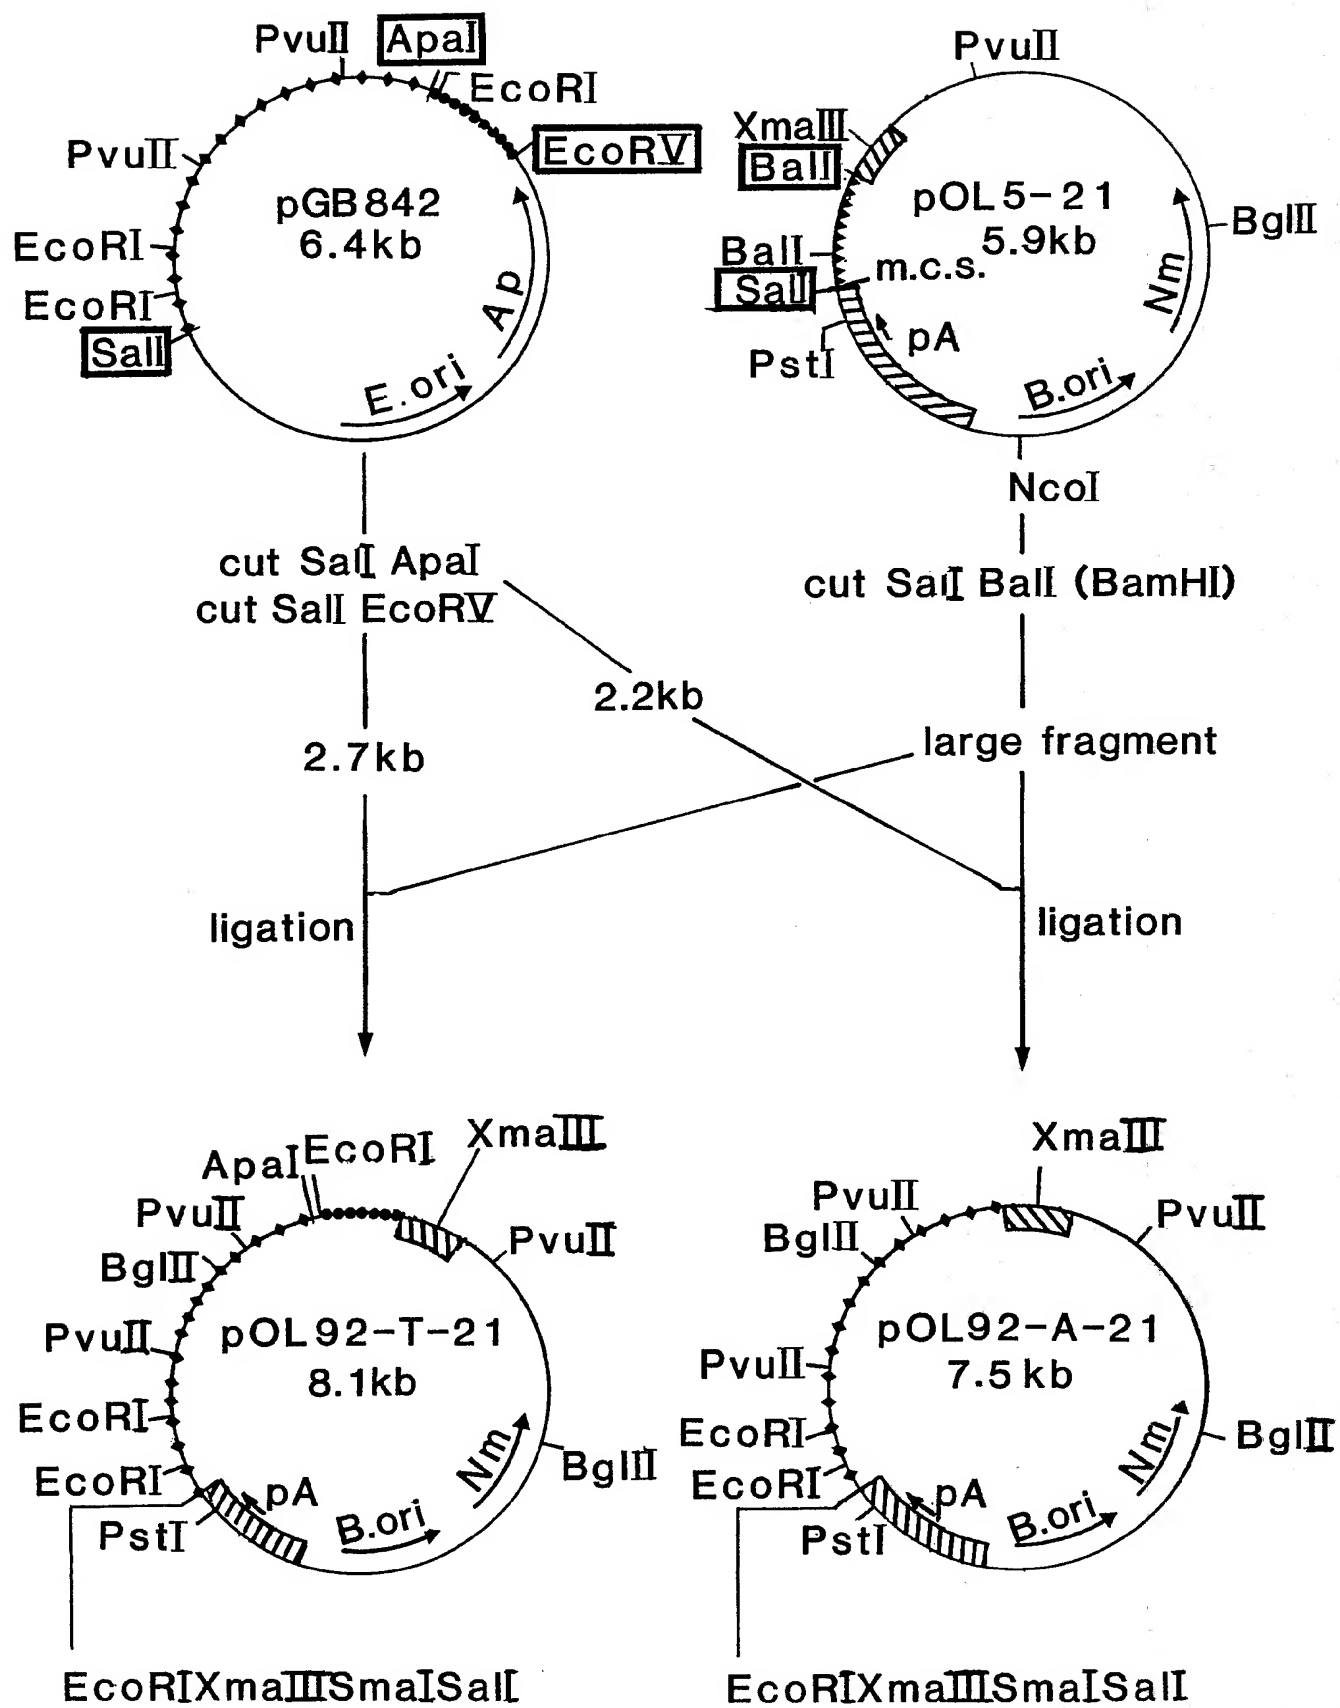 PvuII
ApaI
EcoRI
EcoRV
PvuII
pGB842
6.4kb
EcoRI
EcoRI
SalI
Ap
E.ori
PvuII
XmaIII
BalI
pOL5-21
5.9kb
BglII
BalI
m.c.s.
SalI
Nm
pA
PstI
B.ori
NcoI
cut SalI ApaI
cut SalI EcoRV
cut SalI BalI (BamHI)
2.2kb
2.7kb
large fragment
ligation
ligation
ApaI
EcoRI
XmaIII
PvuII
PvuII
BglII
PvuII
pOL92-T-21
8.1kb
EcoRI
Nm
BglII
EcoRI
pA
PstI
B.ori
EcoRIXmaIIISmaISalI
XmaIII
PvuII
PvuII
BglII
pOL92-A-21
7.5kb
PvuII
EcoRI
Nm
BglII
EcoRI
pA
PstI
B.ori
EcoRIXmaIIISmaISalI